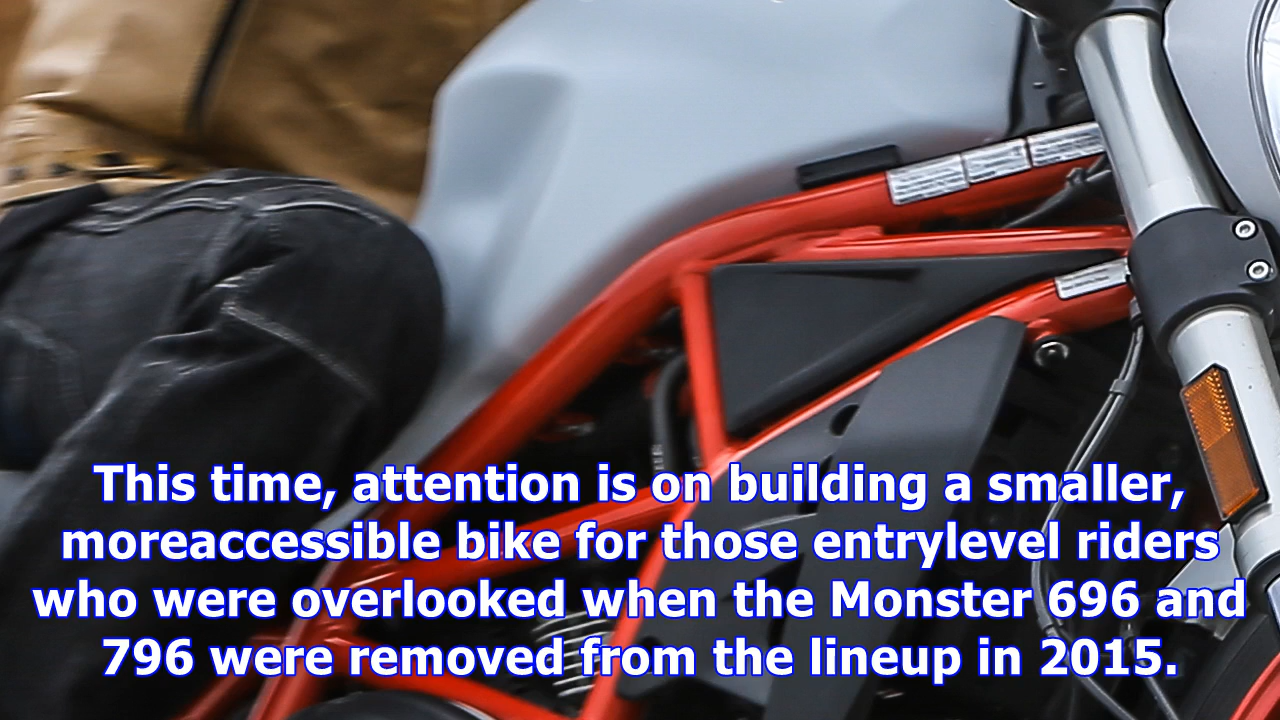 This time, attention is on building a smaller,
moreaccessible bike for those entrylevel riders
who were overlooked when the Monster 696 and
796 were removed from the lineup in 2015.